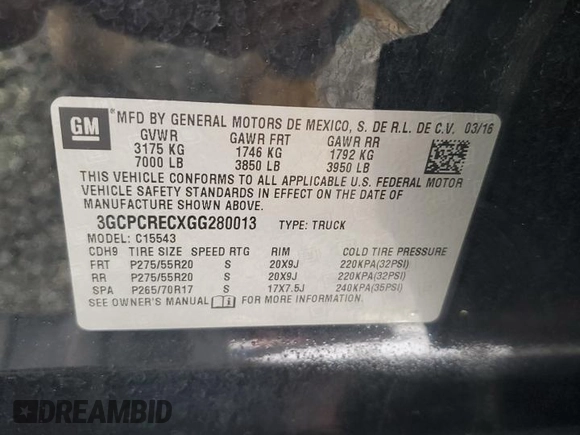 GM *MFD BY GENERAL MOTORS DE MEXICO, S. DE R.L. DE C.V. 03/16
GVWR GAWR FRT GAWR RR
3175 KG 1746 KG 1792 KG
7000 LB 3850 LB 3950 LB
THIS VEHICLE CONFORMS TO ALL APPLICABLE U.S. FEDERAL MOTOR
VEHICLE SAFETY STANDARDS IN EFFECT ON THE DATE OF
MANUFACTURE SHOWN ABOVE.
3GCPCRECXGG280013 TYPE: TRUCK
MODEL: C15543
CDH9 TIRE SIZE SPEED RTG RIM COLD TIRE PRESSURE
FRT P275/55R20 S 20X9J 220KPA(32PSI)
RR P275/55R20 S 20X9J 220KPA(32PSI)
SPA P265/70R17 S 17X7.5J 240KPA(35PSI)
SEE OWNER'S MANUAL FOR MORE INFORMATION.
DREAMBID